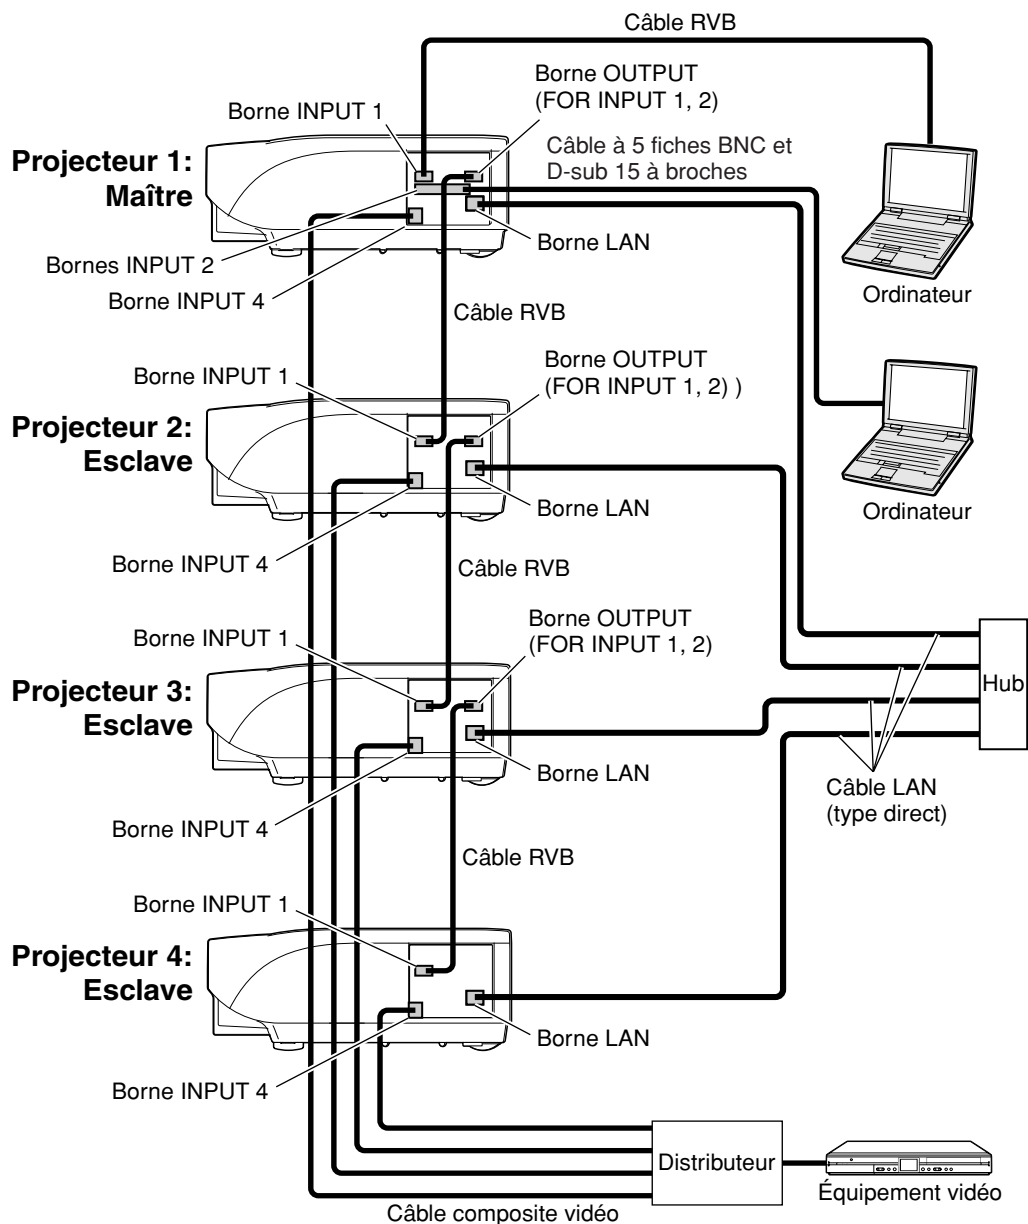 Câble RVB
Borne OUTPUT
(FOR INPUT 1, 2)
Borne INPUT 1
Câble à 5 fiches BNC et
D-sub 15 à broches
Projecteur 1:
Maître
Borne LAN
Bornes INPUT 2
Borne INPUT 4
Ordinateur
Câble RVB
Borne OUTPUT
(FOR INPUT 1, 2) )
Borne INPUT 1
Projecteur 2:
Esclave
Borne LAN
Ordinateur
Borne INPUT 4
Câble RVB
Borne OUTPUT
(FOR INPUT 1, 2)
Borne INPUT 1
Projecteur 3:
Esclave
Hub
Borne LAN
Câble LAN
(type direct)
Borne INPUT 4
Câble RVB
Borne INPUT 1
Projecteur 4:
Esclave
Borne LAN
Borne INPUT 4
Distributeur
Équipement vidéo
Câble composite vidéo